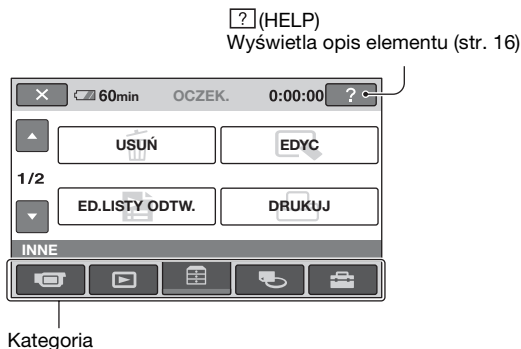 ? (HELP)
Wyświetla opis elementu (str. 16)
60min OCZEK. 0:00:00 ?
USUŃ EDYC
1/2
ED.LISTY ODTW. DRUKUJ
INNE
Kategoria